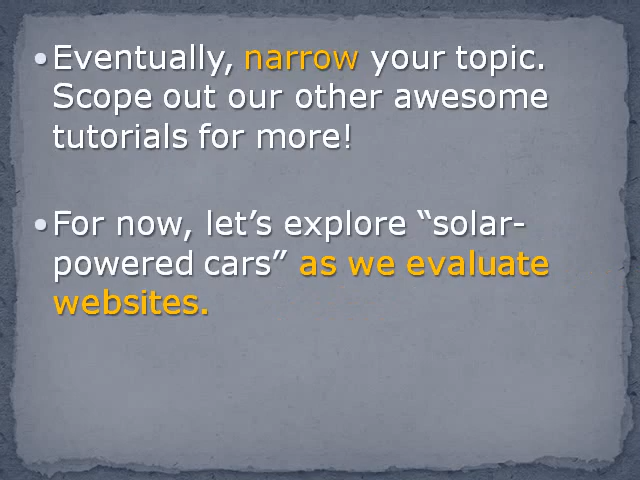 • Eventually, narrow your topic.
Scope out our other awesome
tutorials for more!
• For now, let’s explore “solar-
powered cars” as we evaluate
websites.